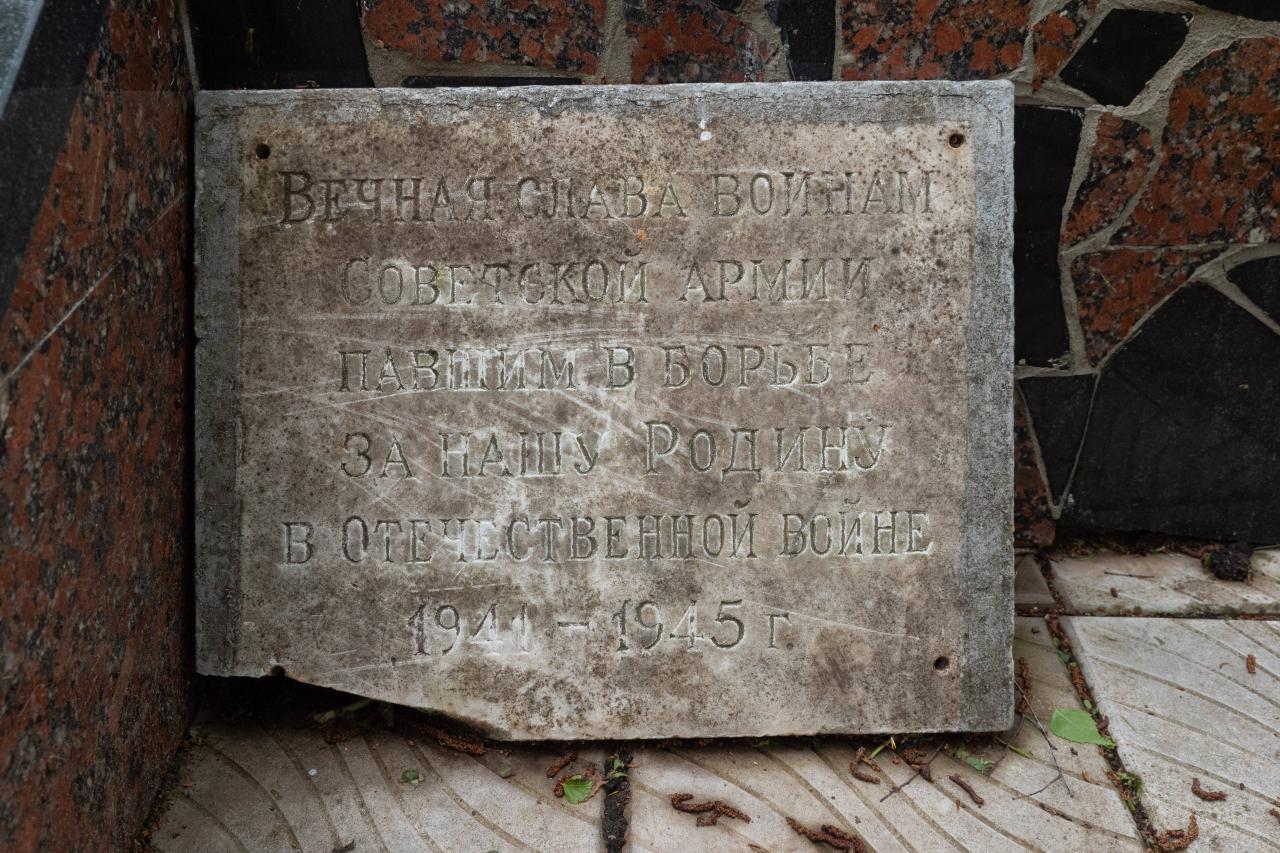 Вечная слава воинам
Советской армии
павшим в борьбе
за нашу Родину
в Отечественной войне
1941 - 1945 г